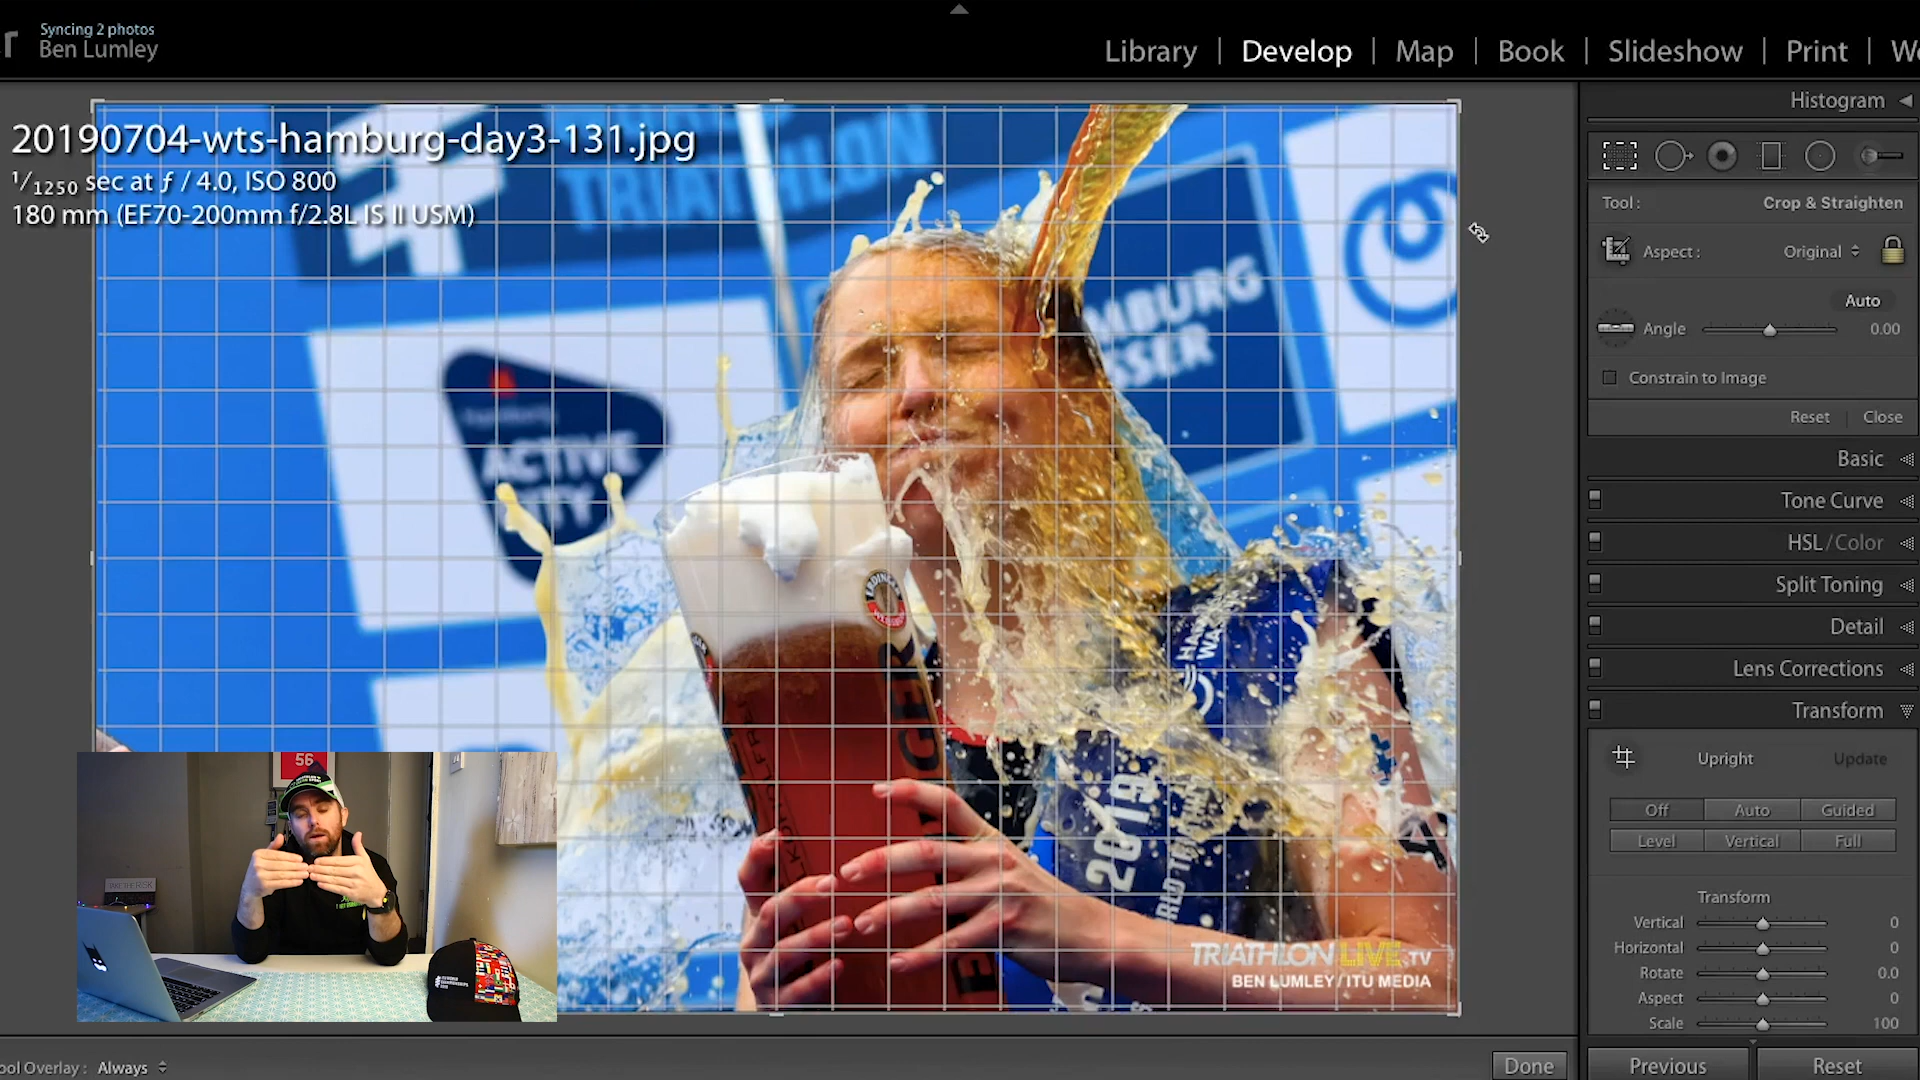 Syncing 2 photos
Ben Lumley
Library | Develop | Map | Book | Slideshow | Print |
Histogram
20190704-wts-hamburg-day3-131.jpg
1/1250 sec at ƒ / 4.0, ISO 800
180 mm (EF70-200mm f/2.8L IS II USM)
TRIATHLON
HAMBURG
WASSER
Hamburg
ACTIVE
CITY
2019
TRIATHLON LIVE.TV
BEN LUMLEY / ITU MEDIA
56
Tool : Crop & Straighten
Aspect : Original
Auto
Angle 0.00
Constrain to Image
Reset Close
Basic
Tone Curve
HSL / Color
Split Toning
Detail
Lens Corrections
Transform
Upright Update
Off Auto Guided
Level Vertical Full
Transform
Vertical 0
Horizontal 0
Rotate 0.0
Aspect 0
Scale 100
Tool Overlay : Always
Done
Previous Reset